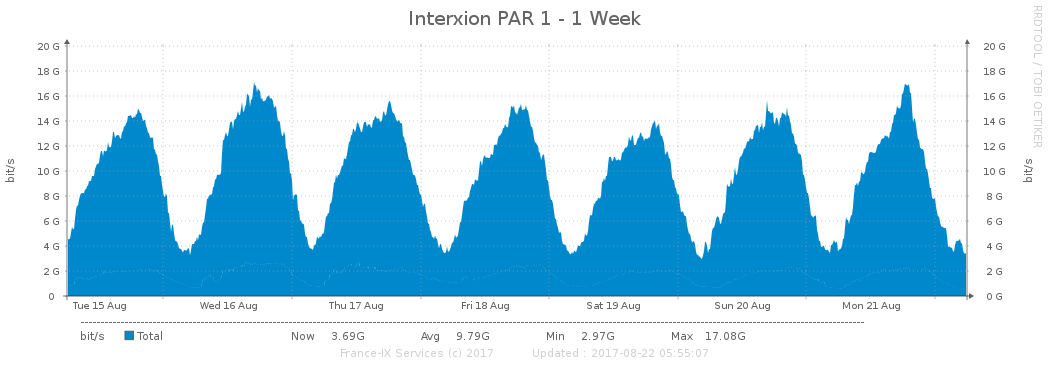 Interxion PAR 1 - 1 Week
RRDTOOL / TOBI OETIKER
20 G 20 G
18 G 18 G
16 G 16 G
14 G 14 G
12 G 12 G
10 G 10 G
8 G 8 G
6 G 6 G
4 G 4 G
2 G 2 G
0 0 G
bit/s
bit/s
Tue 15 Aug Wed 16 Aug Thu 17 Aug Fri 18 Aug Sat 19 Aug Sun 20 Aug Mon 21 Aug
bit/s Total Now 3.69G Avg 9.79G Min 2.97G Max 17.08G
France-IX Services (c) 2017 Updated : 2017-08-22 05:55:07